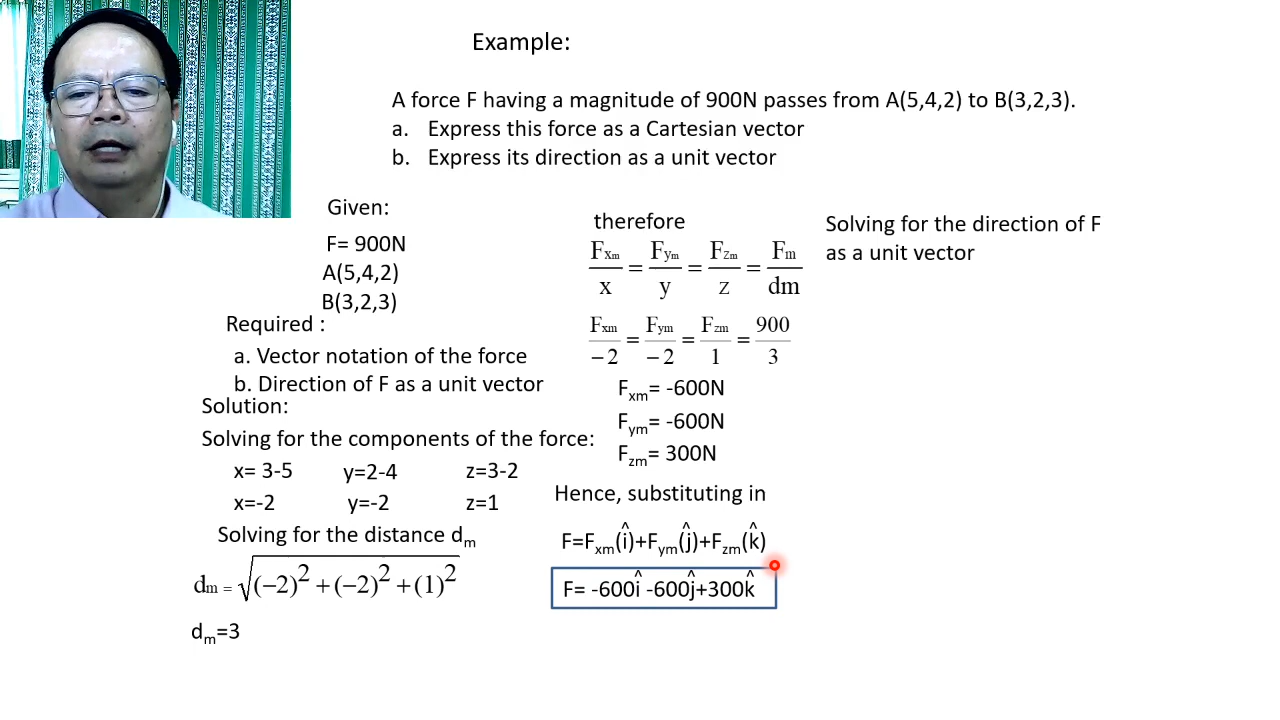 Example:
A force F having a magnitude of 900N passes from A(5,4,2) to B(3,2,3).
a. Express this force as a Cartesian vector
b. Express its direction as a unit vector
Given:
F= 900N
A(5,4,2)
B(3,2,3)
Required :
a. Vector notation of the force
b. Direction of F as a unit vector
Solution:
Solving for the components of the force:
x= 3-5 y=2-4 z=3-2
x=-2 y=-2 z=1
Solving for the distance dm
dm = √(−2)² + (−2)² + (1)²
dm=3
therefore
Fxm/x = Fym/y = Fzm/z = Fm/dm
Fxm/−2 = Fym/−2 = Fzm/1 = 900/3
Fxm= -600N
Fym= -600N
Fzm= 300N
Hence, substituting in
F=Fxm(î)+Fym(ĵ)+Fzm(k̂)
F= -600î -600ĵ+300k̂
Solving for the direction of F
as a unit vector